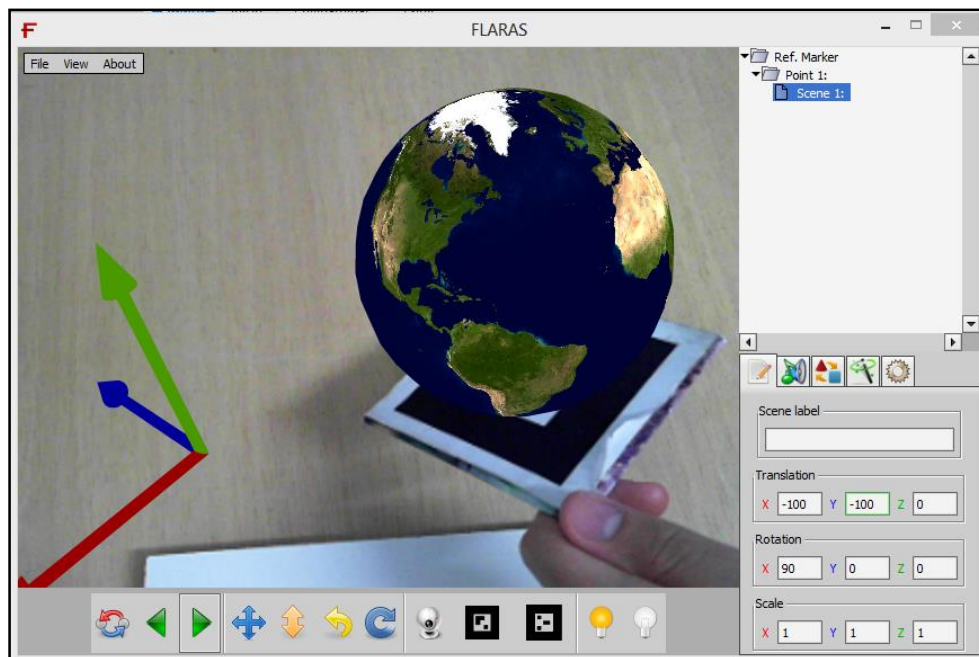 F
FLARAS
File View About
Ref. Marker
Point 1:
Scene 1:
Scene label
Translation
X -100 Y -100 Z 0
Rotation
X 90 Y 0 Z 0
Scale
X 1 Y 1 Z 1